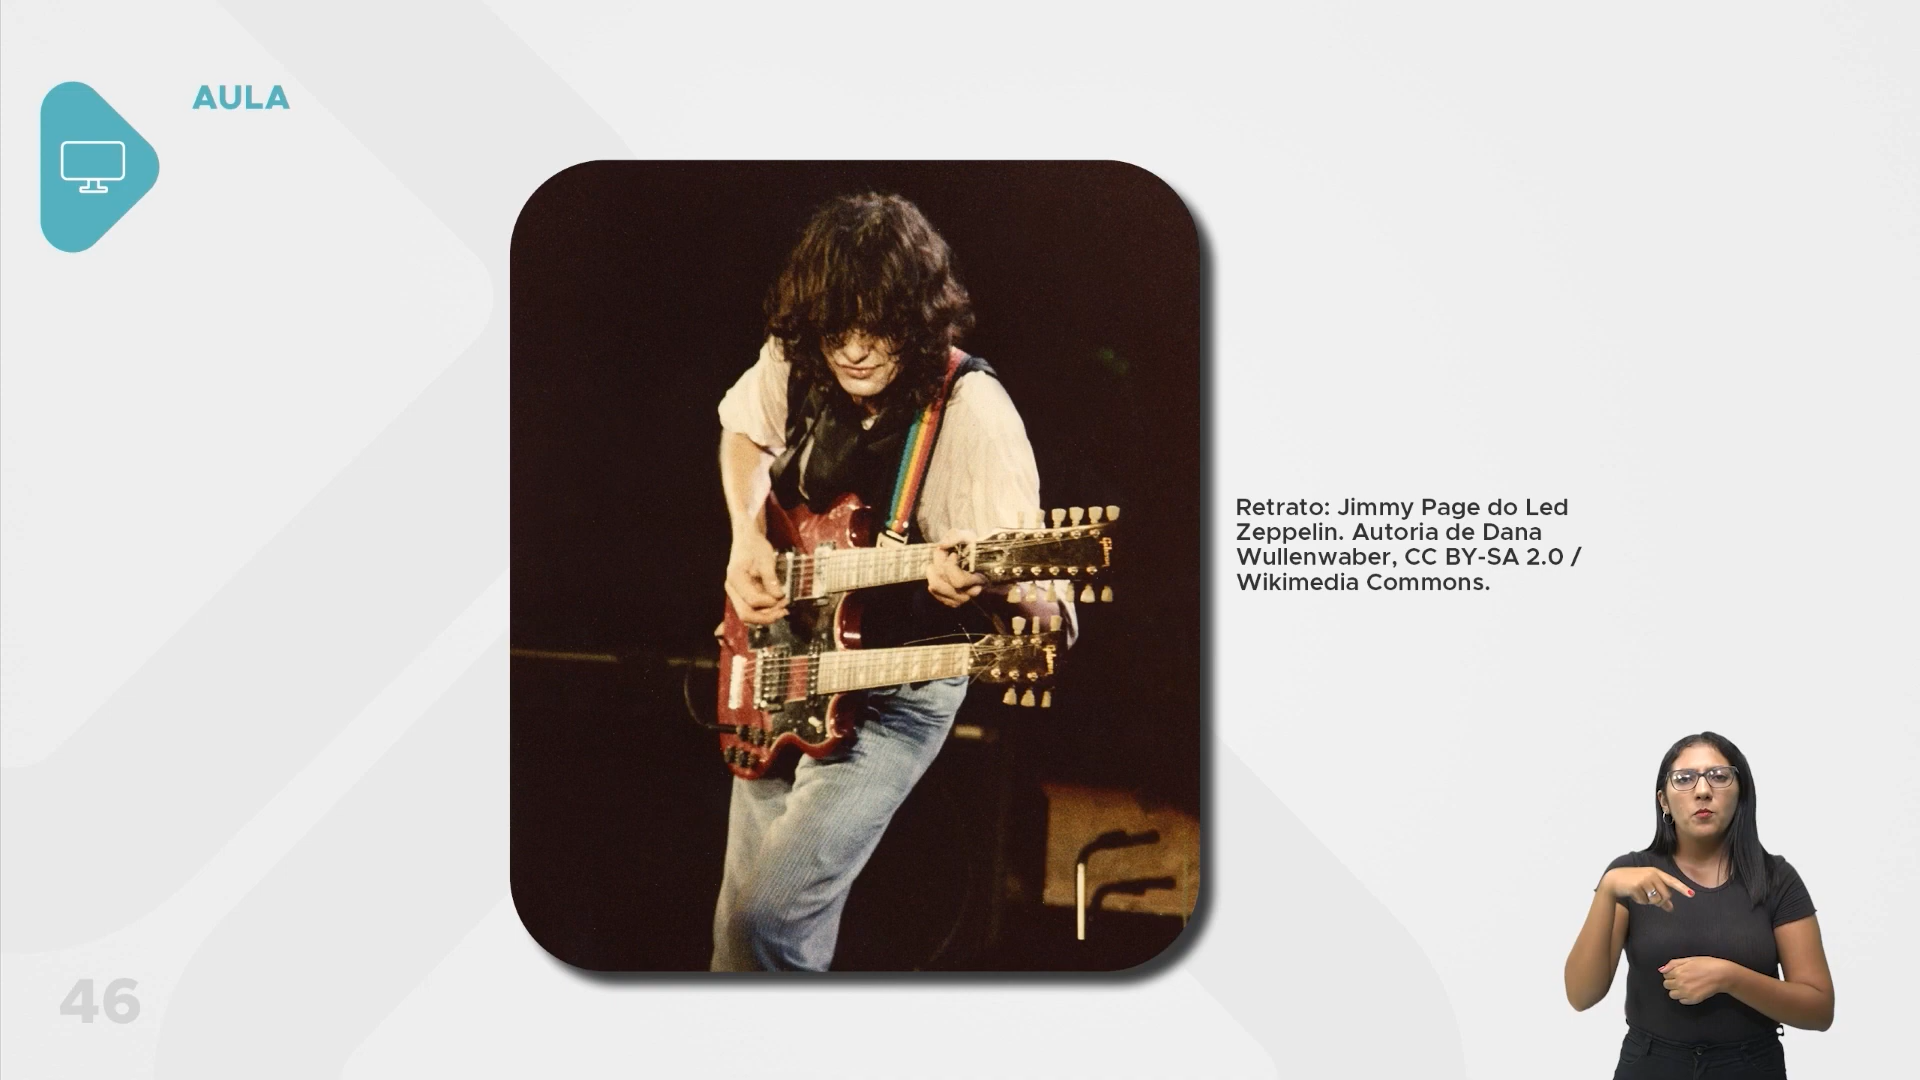 AULA
Retrato: Jimmy Page do Led
Zeppelin. Autoria de Dana
Wullenwaber, CC BY-SA 2.0 /
Wikimedia Commons.
46